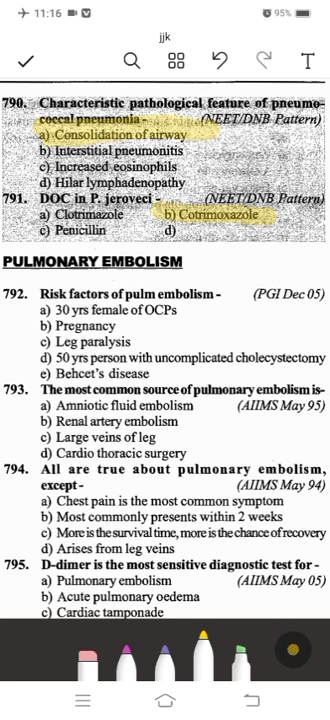 11:16
95%
jjk
T
790. Characteristic pathological feature of pneumo-
coccal pneumonia - (NEET/DNB Pattern)
a) Consolidation of airway
b) Interstitial pneumonitis
c) Increased eosinophils
d) Hilar lymphadenopathy
791. DOC in P. jeroveci - (NEET/DNB Pattern)
a) Clotrimazole b) Cotrimoxazole
c) Penicillin d)
PULMONARY EMBOLISM
792. Risk factors of pulm embolism - (PGI Dec 05)
a) 30 yrs female of OCPs
b) Pregnancy
c) Leg paralysis
d) 50 yrs person with uncomplicated cholecystectomy
e) Behcet's disease
793. The most common source of pulmonary embolism is-
a) Amniotic fluid embolism (AIIMS May 95)
b) Renal artery embolism
c) Large veins of leg
d) Cardio thoracic surgery
794. All are true about pulmonary embolism,
except - (AIIMS May 94)
a) Chest pain is the most common symptom
b) Most commonly presents within 2 weeks
c) More is the survival time, more is the chance of recovery
d) Arises from leg veins
795. D-dimer is the most sensitive diagnostic test for -
a) Pulmonary embolism (AIIMS May 05)
b) Acute pulmonary oedema
c) Cardiac tamponade